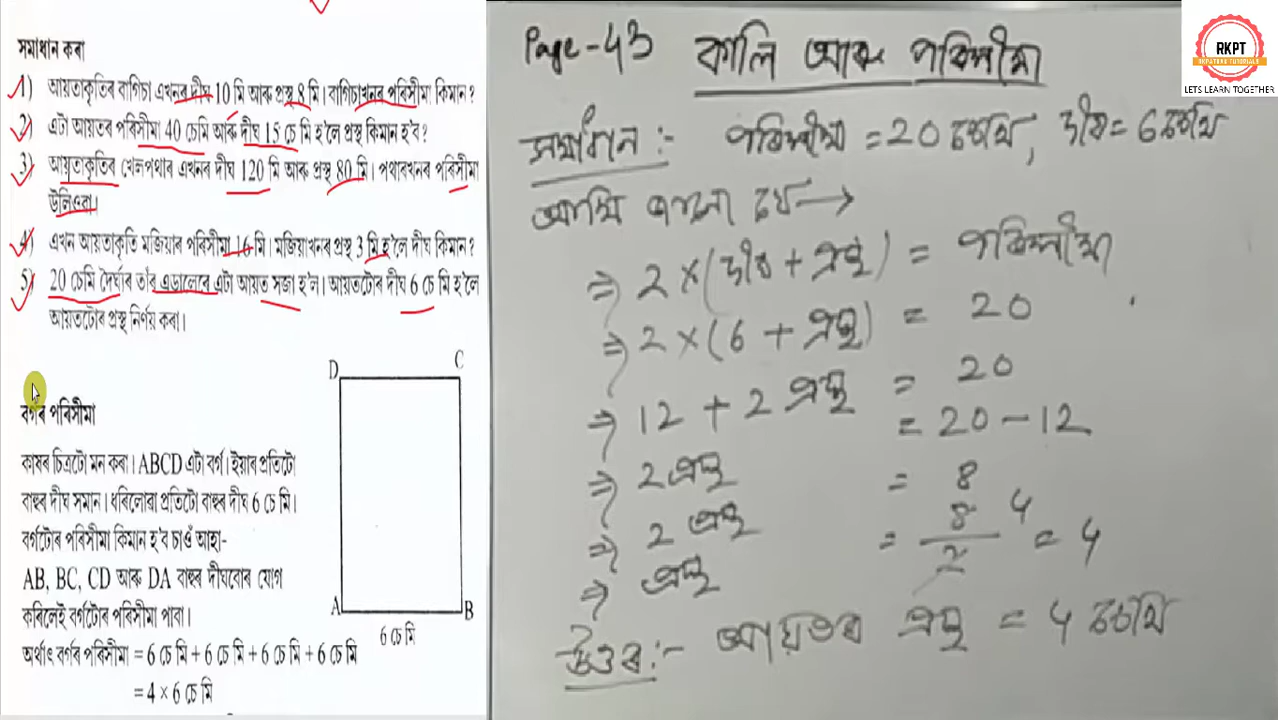 সমাধান কৰা
1) আয়তাকৃতিৰ বাগিচা এখনৰ দীঘ 10 মি আৰু প্ৰস্থ 8 মি। বাগিচাখনৰ পৰিসীমা কিমান?
2) এটা আয়তৰ পৰিসীমা 40 চেমি আৰু দীঘ 15 চে মি হ'লে প্ৰস্থ কিমান হ'ব?
3) আয়তাকৃতিৰ খেলপথাৰ এখনৰ দীঘ 120 মি আৰু প্ৰস্থ 80 মি। পথাৰখনৰ পৰিসীমা
উলিওৱা।
4) এখন আয়তাকৃতি মজিয়াৰ পৰিসীমা 16 মি। মজিয়াখনৰ প্ৰস্থ 3 মি হ'লে দীঘ কিমান?
5) 20 চেমি দৈৰ্ঘ্যৰ তাঁৰ এডালেৰে এটা আয়ত সজা হ'ল। আয়তটোৰ দীঘ 6 চে মি হ'লে
আয়তটোৰ প্ৰস্থ নিৰ্ণয় কৰা।
বৰ্গৰ পৰিসীমা
কাষৰ চিত্ৰটো মন কৰা। ABCD এটা বৰ্গ। ইয়াৰ প্ৰতিটো
বাহুৰ দীঘ সমান। ধৰিলোৱা প্ৰতিটো বাহুৰ দীঘ 6 চে মি।
বৰ্গটোৰ পৰিসীমা কিমান হ'ব চাওঁ আহা-
AB, BC, CD আৰু DA বাহুৰ দীঘবোৰ যোগ
কৰিলেই বৰ্গটোৰ পৰিসীমা পাবা।
অৰ্থাৎ বৰ্গৰ পৰিসীমা = 6 চে মি + 6 চে মি + 6 চে মি + 6 চে মি
= 4 × 6 চে মি
D C
A B
6 চে মি
Page-43 কালি আৰু পৰিসীমা
সমাধান :- পৰিসীমা = 20 চেমি, দীঘ = 6 চেমি
আমি জানো যে →
⇒ 2 × (দীঘ + প্ৰস্থ) = পৰিসীমা
⇒ 2 × (6 + প্ৰস্থ) = 20
⇒ 12 + 2 প্ৰস্থ = 20
⇒ 2 প্ৰস্থ = 20 - 12
⇒ 2 প্ৰস্থ = 8
⇒ প্ৰস্থ = 8/2 4 = 4
উত্তৰ :- আয়তৰ প্ৰস্থ = 4 চেমি
RKPT
RKPATHAK TUTORIALS
LETS LEARN TOGETHER